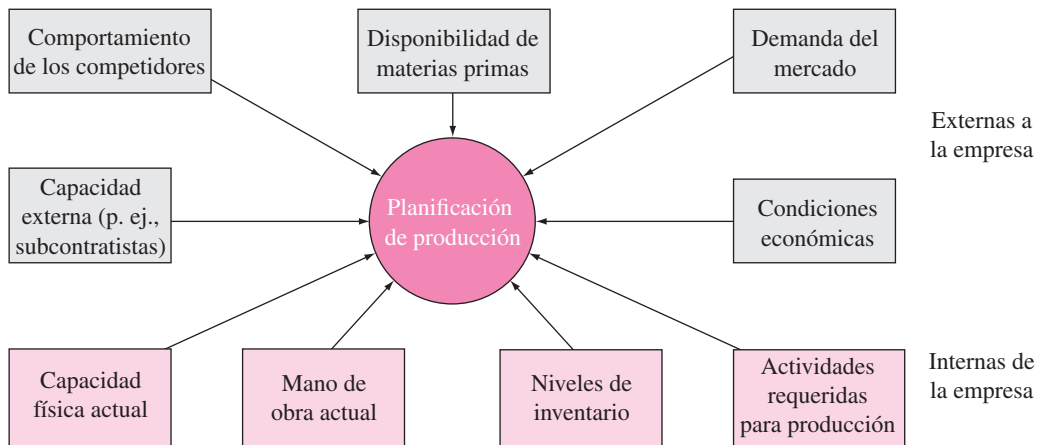 Comportamiento
de los competidores
Disponibilidad de
materias primas
Demanda del
mercado
Externas a
la empresa
Capacidad
externa (p. ej.,
subcontratistas)
Planificación
de producción
Condiciones
económicas
Capacidad
física actual
Mano de
obra actual
Niveles de
inventario
Actividades
requeridas
para producción
Internas de
la empresa